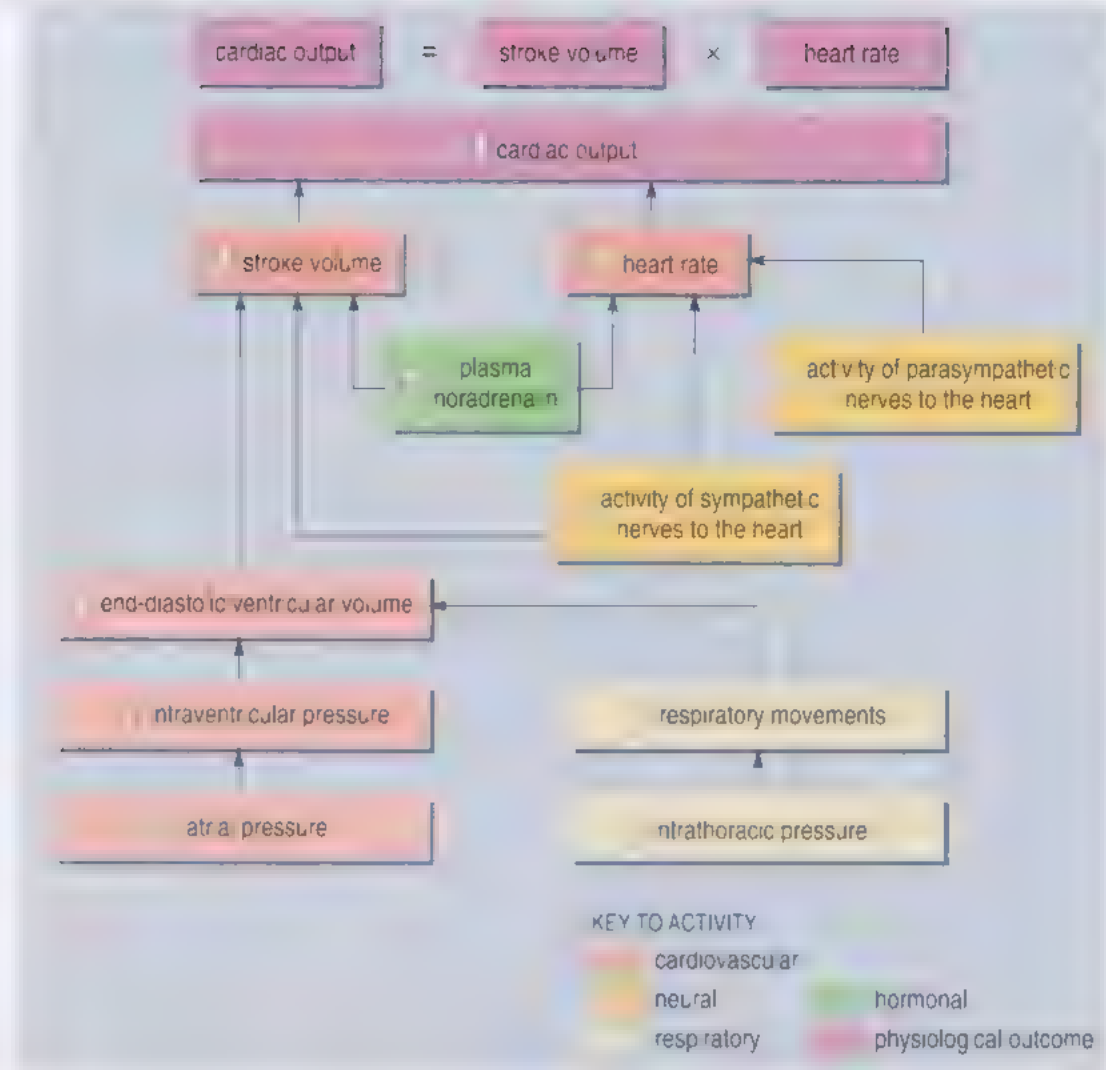 cardiac output = stroke volume × heart rate
cardiac output
stroke volume
heart rate
plasma
noradrenalin
activity of parasympathetic
nerves to the heart
activity of sympathetic
nerves to the heart
end-diastolic ventricular volume
intraventricular pressure
respiratory movements
atrial pressure
intrathoracic pressure
KEY TO ACTIVITY
cardiovascular
neural
hormonal
respiratory
physiological outcome